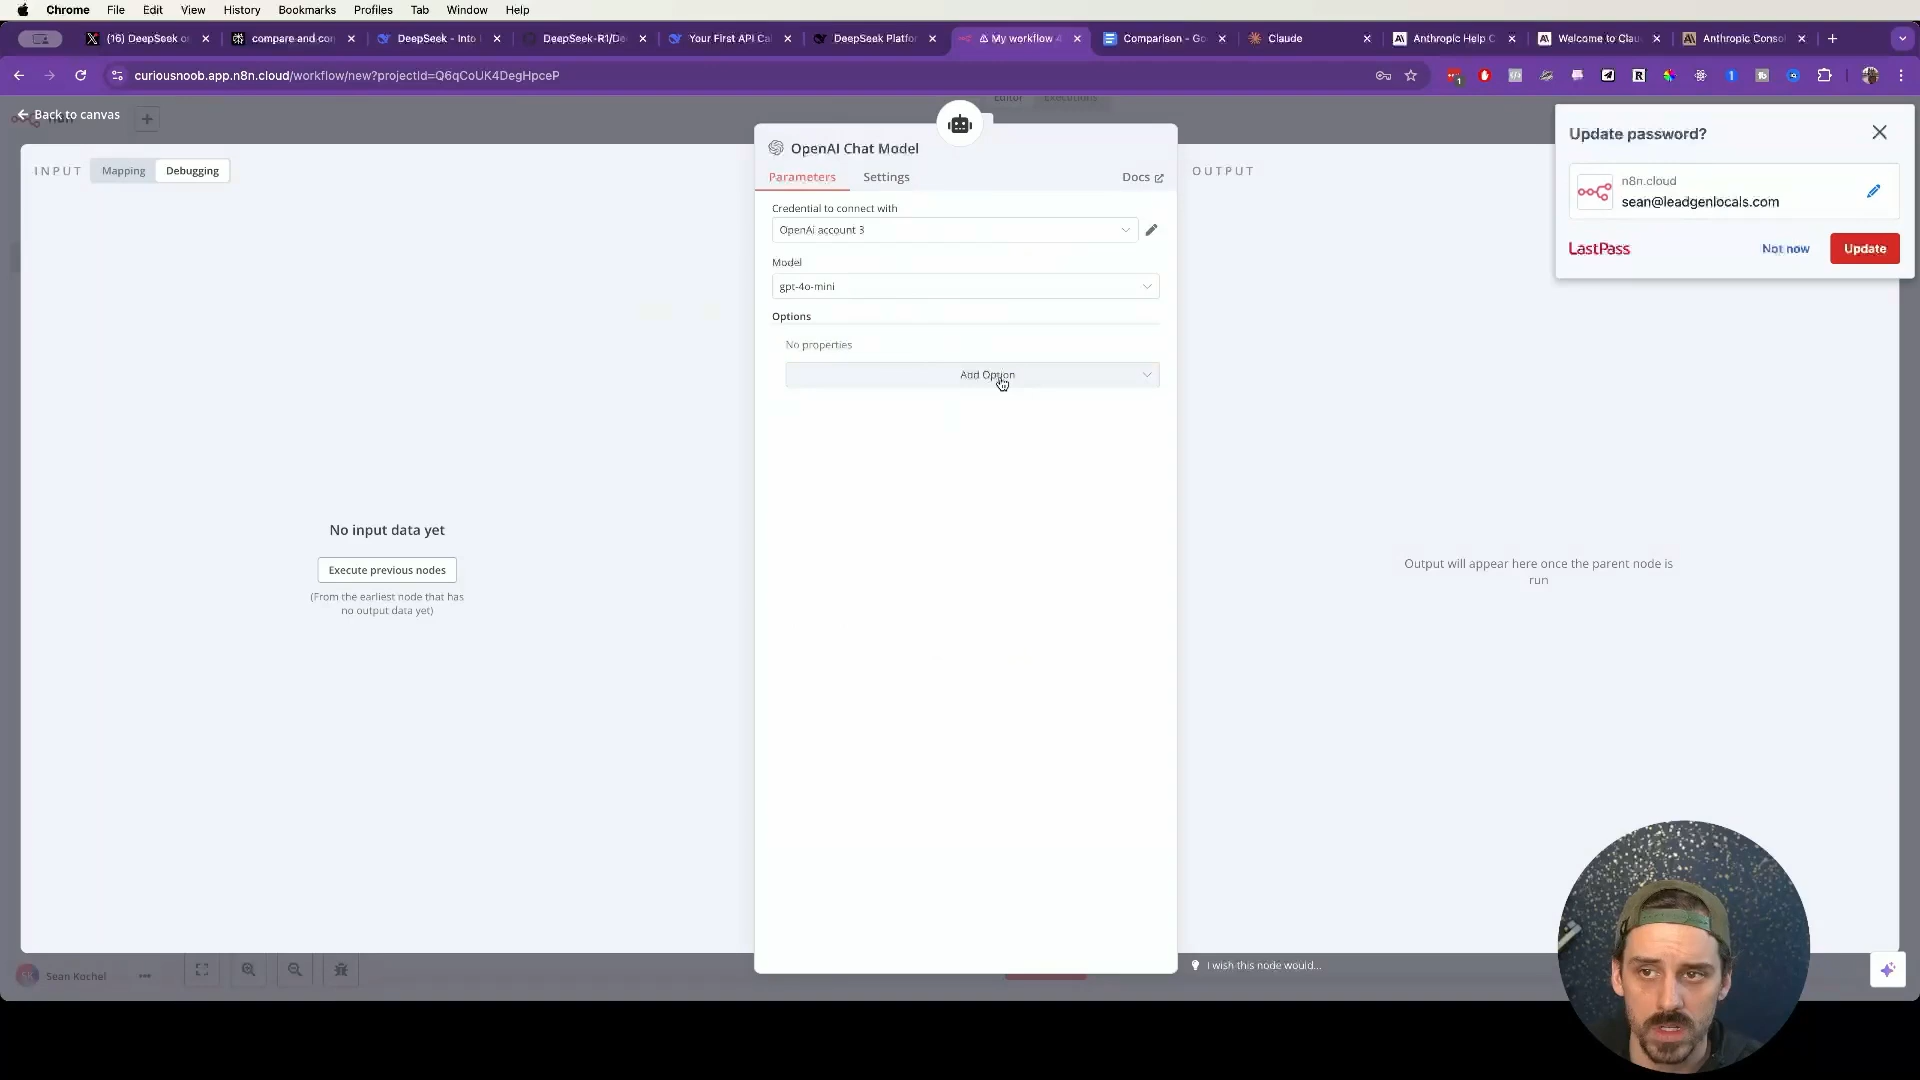 Chrome File Edit View History Bookmarks Profiles Tab Window Help
(16) DeepSeek or
compare and con
DeepSeek - Into
DeepSeek-R1/De
Your First API Ca
DeepSeek Platfor
My workflow 4
Comparison - Go
Claude
Anthropic Help C
Welcome to Clau
Anthropic Consol
curiousnoob.app.n8n.cloud/workflow/new?projectId=Q6qCoUK4DegHpceP
Back to canvas
Editor Executions
INPUT Mapping Debugging
OpenAI Chat Model
Parameters Settings Docs
OUTPUT
Credential to connect with
OpenAi account 3
Model
gpt-4o-mini
Options
No properties
Add Option
No input data yet
Execute previous nodes
(From the earliest node that has
no output data yet)
Output will appear here once the parent node is
run
Update password?
n8n.cloud
sean@leadgenlocals.com
LastPass Not now Update
SK Sean Kochel
I wish this node would...